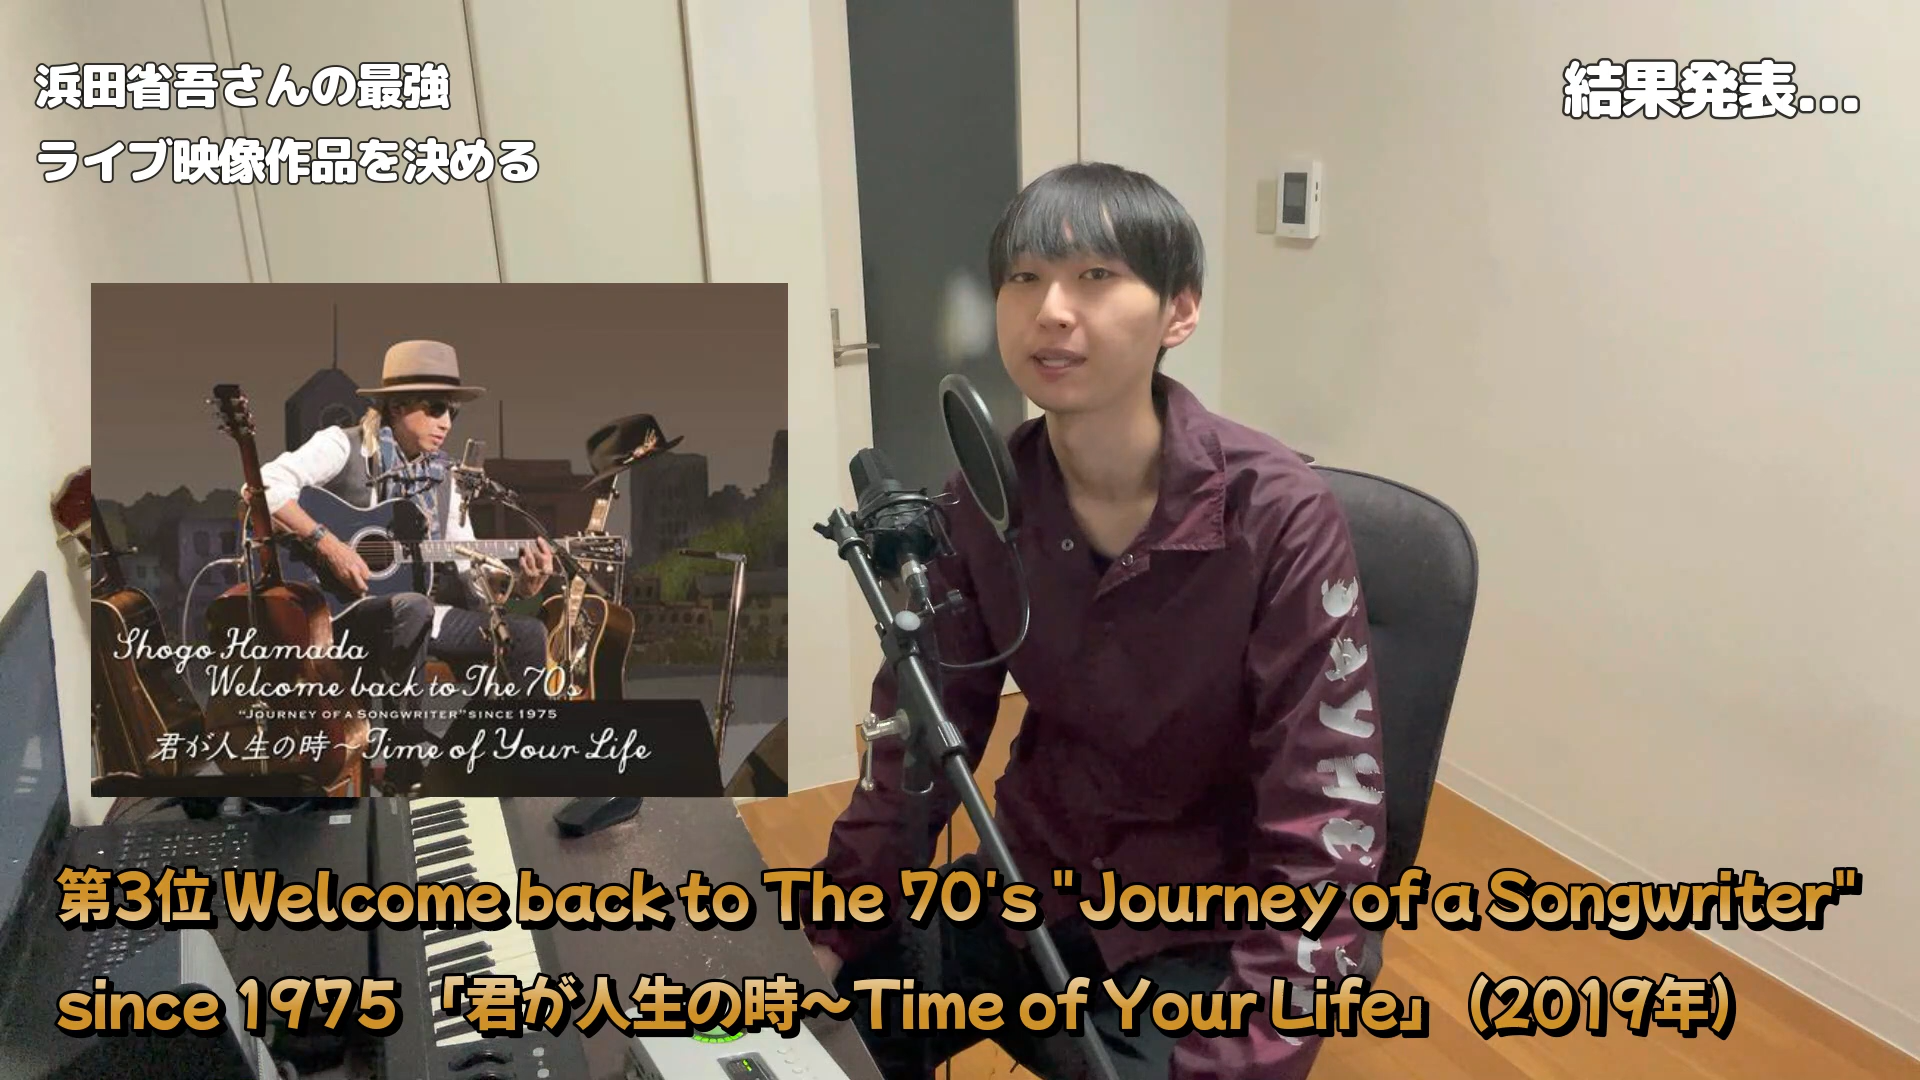 浜田省吾さんの最強
ライブ映像作品を決める
結果発表...
Shogo Hamada
Welcome back to The 70's
"JOURNEY OF A SONGWRITER" SINCE 1975
君が人生の時～Time of Your Life
第3位 Welcome back to The 70's "Journey of a Songwriter"
since 1975「君が人生の時～Time of Your Life」(2019年)